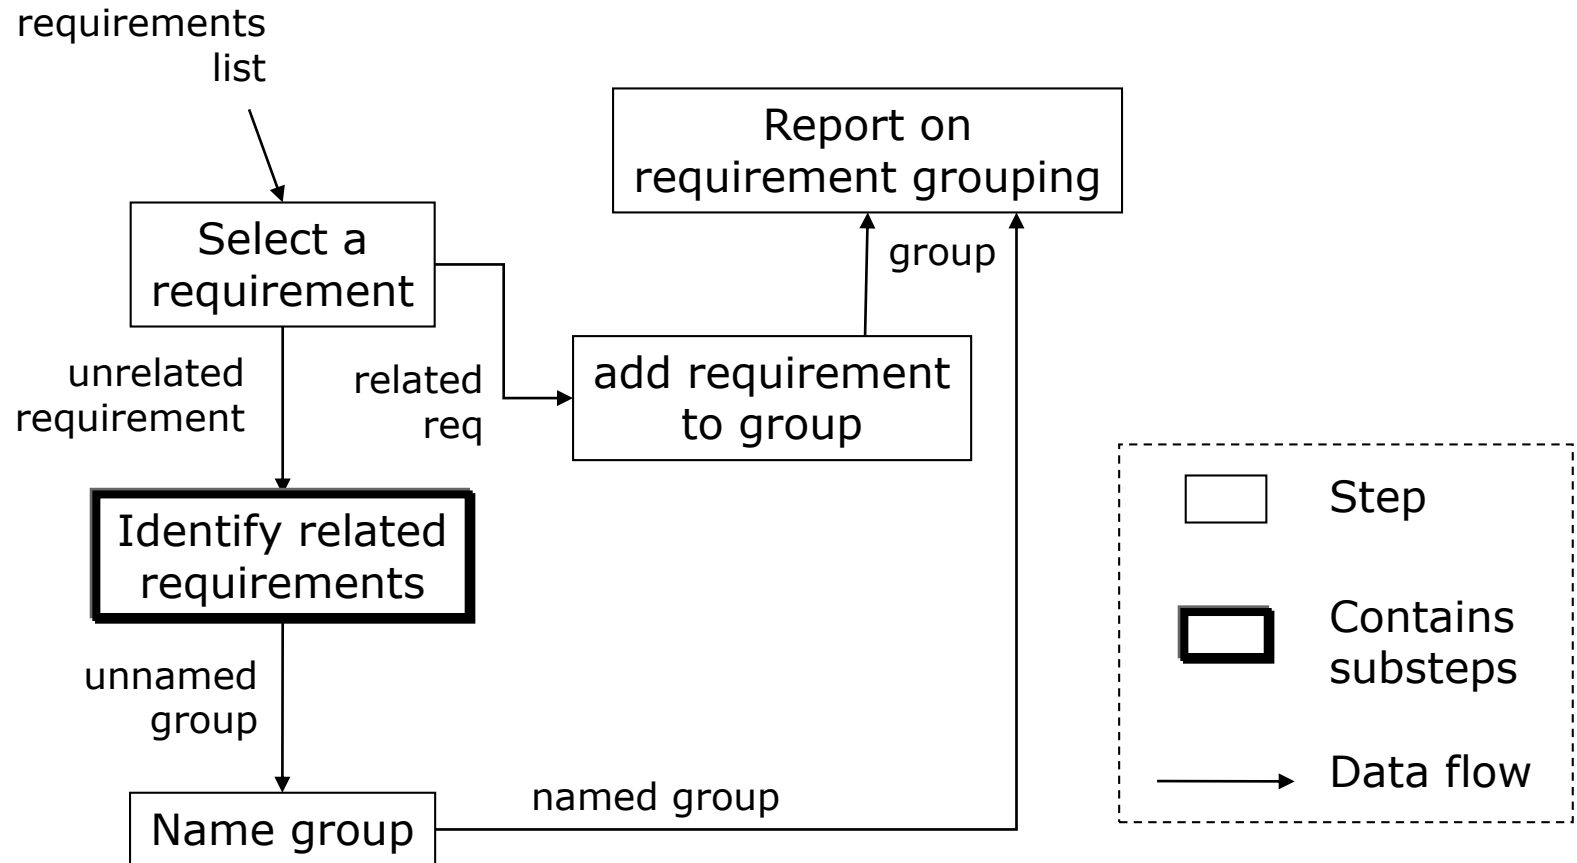 requirements
list
Report on
requirement grouping
Select a
requirement
group
unrelated
requirement
related
req
add requirement
to group
Identify related
requirements
unnamed
group
Name group
named group
Step
Contains
substeps
Data flow